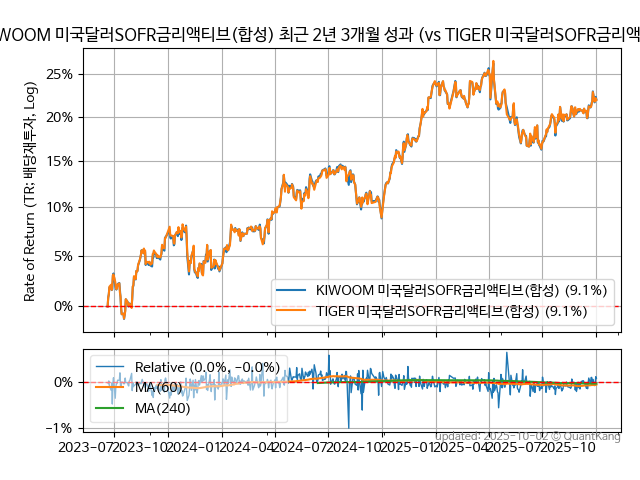 WOOM 미국달러SOFR금리액티브(합성) 최근 2년 3개월 성과 (vs TIGER 미국달러SOFR금리액
Rate of Return (TR: 배당재투자, Log)
25%
20%
15%
10%
5%
0%
KIWOOM 미국달러SOFR금리액티브(합성) (9.1%)
TIGER 미국달러SOFR금리액티브(합성) (9.1%)
0%
−1%
Relative (0.0%, −0.0%)
MA(60)
MA(240)
2023-07 2023-10 2024-01 2024-04 2024-07 2024-10 2025-01 2025-04 2025-07 2025-10
updated: 2025-10-02 © QuantKang